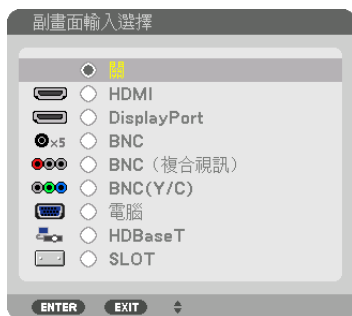 副畫面輸入選擇
關
HDMI
DisplayPort
×5 BNC
BNC（複合視訊）
BNC(Y/C)
電腦
HDBaseT
SLOT
ENTER EXIT